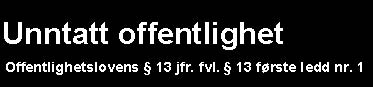 Unntatt offentlighet
Offentlighetslovens § 13 jfr. fvl. § 13 første ledd nr. 1